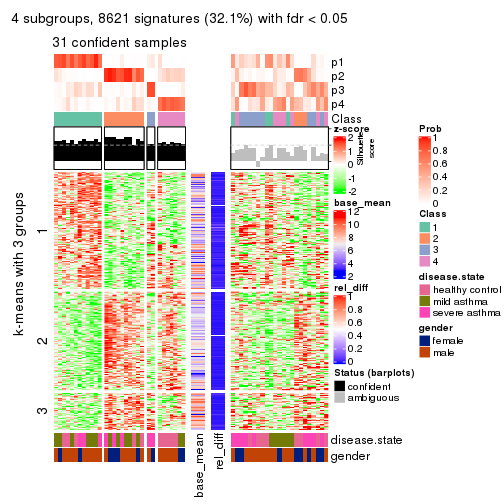 4 subgroups, 8621 signatures (32.1%) with fdr < 0.05
31 confident samples
p1
p2
p3
p4
Class
k-means with 3 groups
1
2
3
Silhouette score
z-score
2
1
0
-1
-2
base_mean
12
10
8
6
4
2
rel_diff
1
0.8
0.6
0.4
0.2
0
Status (barplots)
confident
ambiguous
Prob
1
0.8
0.6
0.4
0.2
0
Class
1
2
3
4
disease.state
healthy control
mild asthma
severe asthma
gender
female
male
disease.state
gender
base_mean
rel_diff